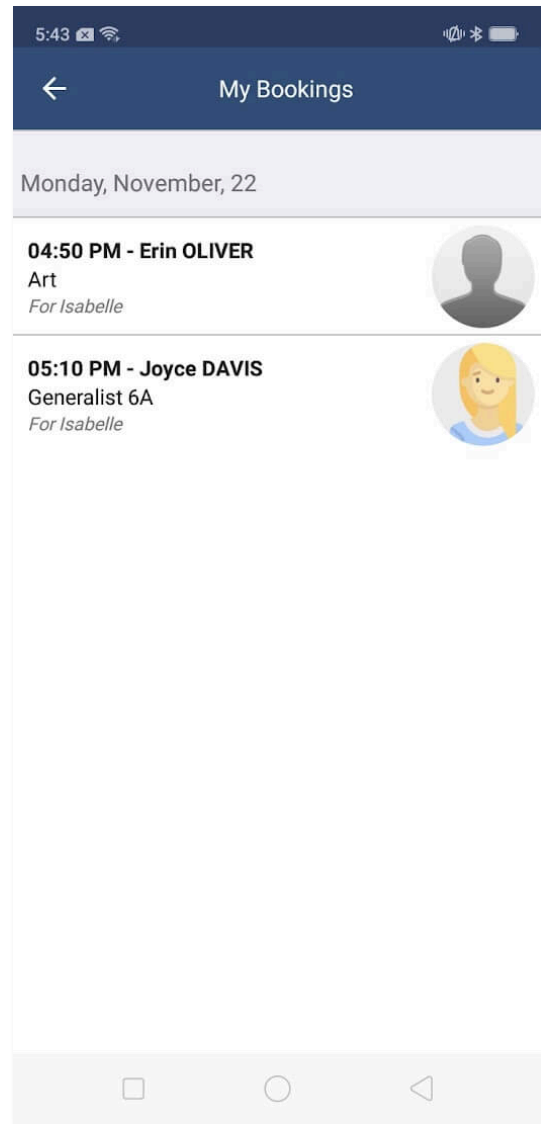 5:43
My Bookings
Monday, November, 22
04:50 PM - Erin OLIVER
Art
For Isabelle
05:10 PM - Joyce DAVIS
Generalist 6A
For Isabelle